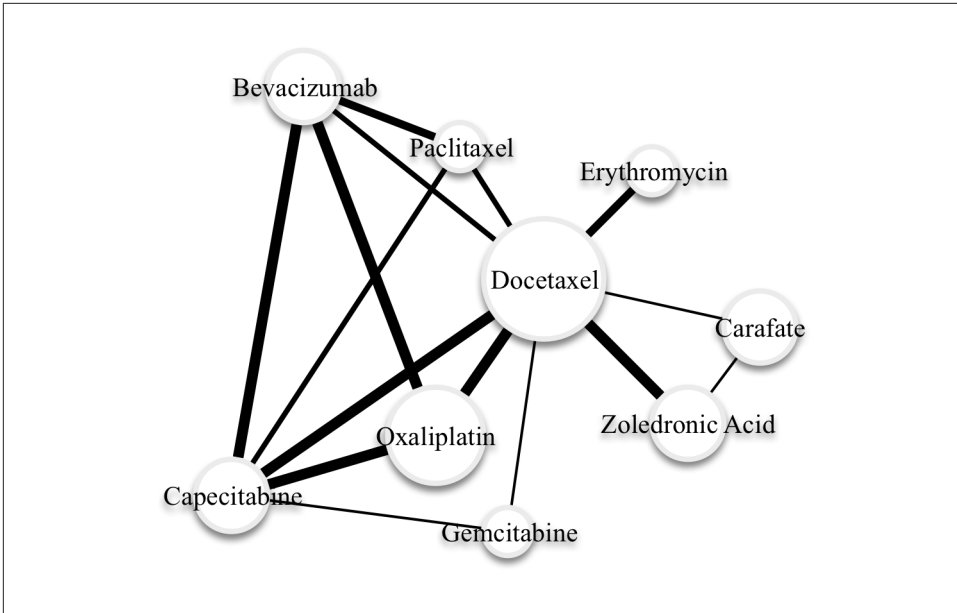 Bevacizumab
Paclitaxel
Erythromycin
Docetaxel
Carafate
Zoledronic Acid
Oxaliplatin
Capecitabine
Gemcitabine